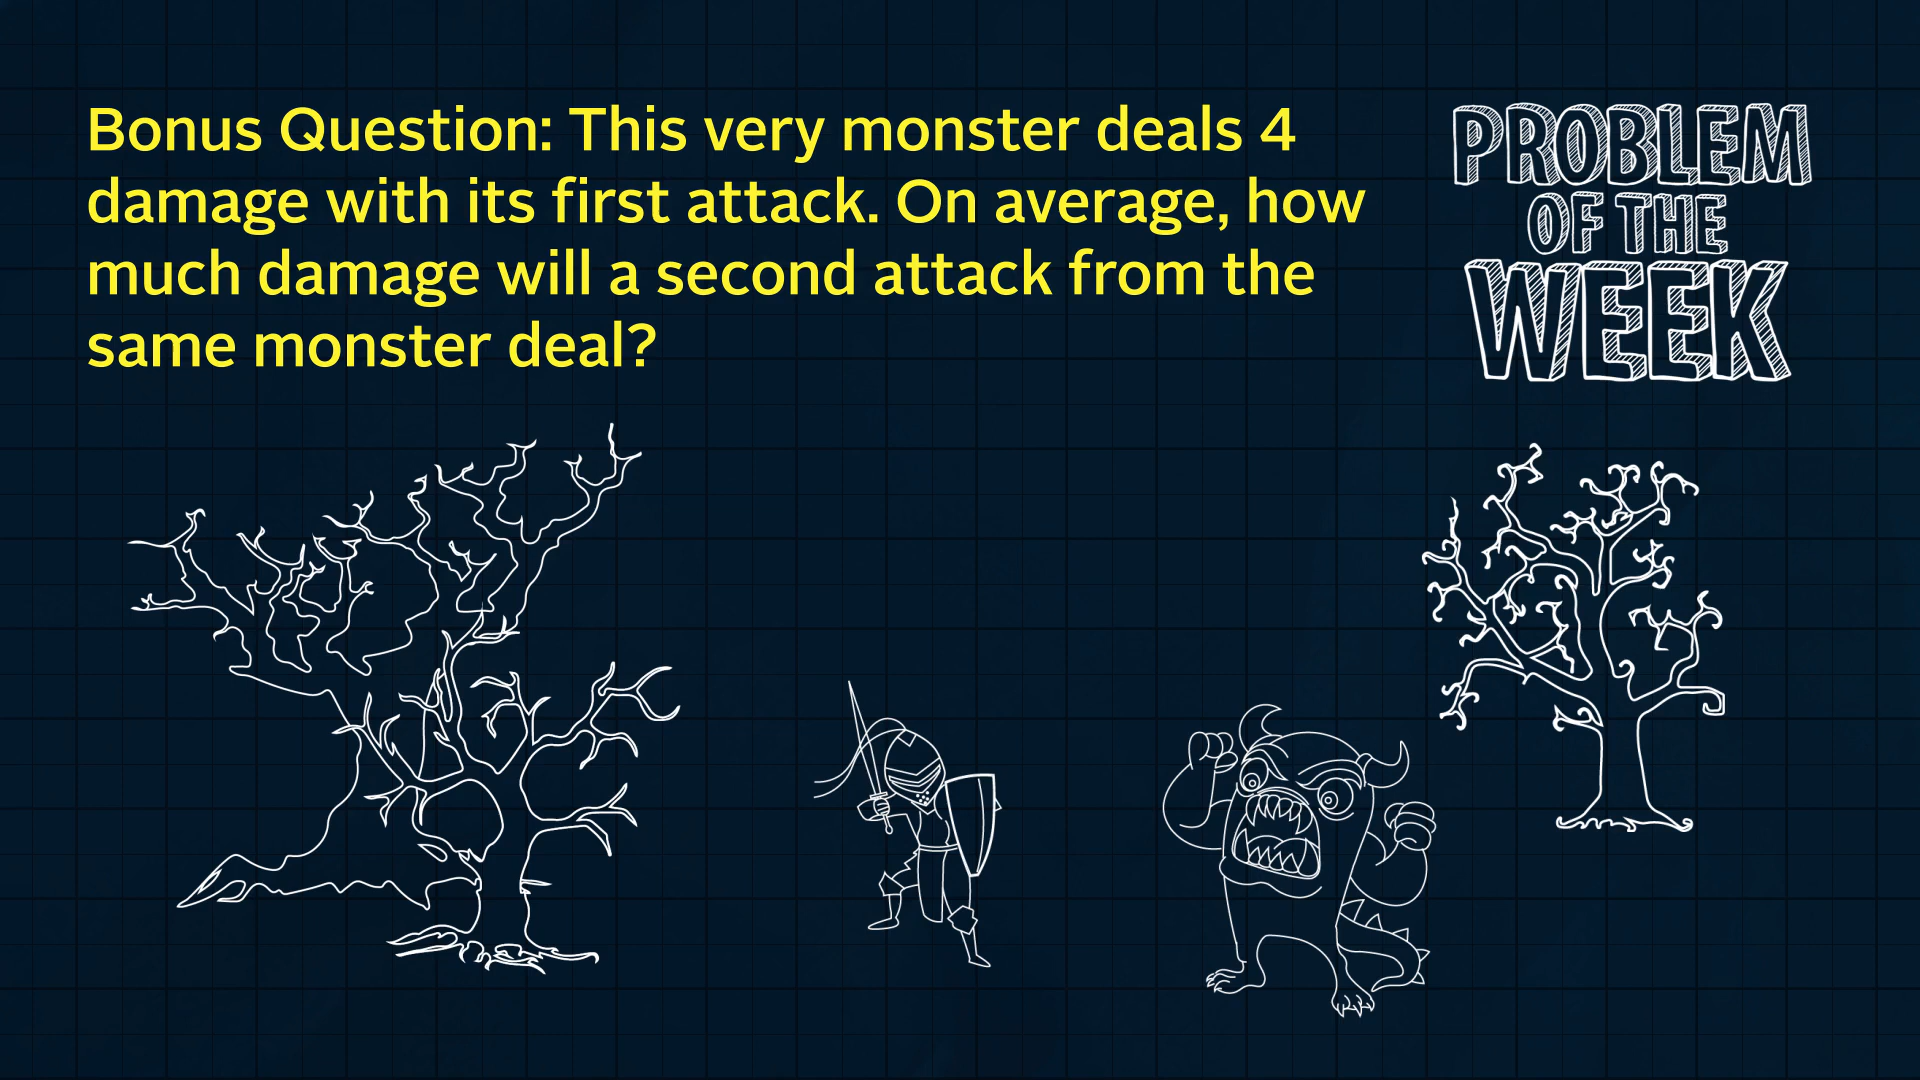 Bonus Question: This very monster deals 4
damage with its first attack. On average, how
much damage will a second attack from the
same monster deal?
PROBLEM
OF THE
WEEK